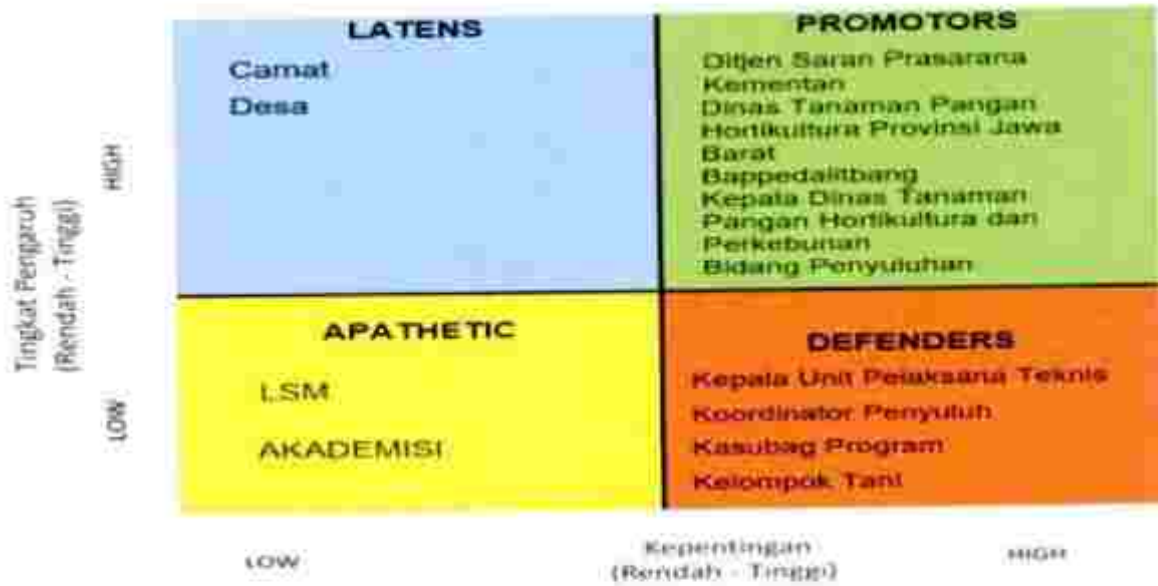 LATENS
Camat
Desa
PROMOTORS
Ditjen Saran Prasarana
Kementan
Dinas Tanaman Pangan
Hortikultura Provinsi Jawa
Barat
Bappedalitbang
Kepala Dinas Tanaman
Pangan Hortikultura dan
Perkebunan
Bidang Penyuluhan
HIGH
Tingkat Pengaruh
(Rendah - Tinggi)
LOW
APATHETIC
LSM
AKADEMISI
DEFENDERS
Kepala Unit Pelaksana Teknis
Koordinator Penyuluh
Kasubag Program
Kelompok Tani
LOW
Kepentingan
(Rendah - Tinggi)
HIGH